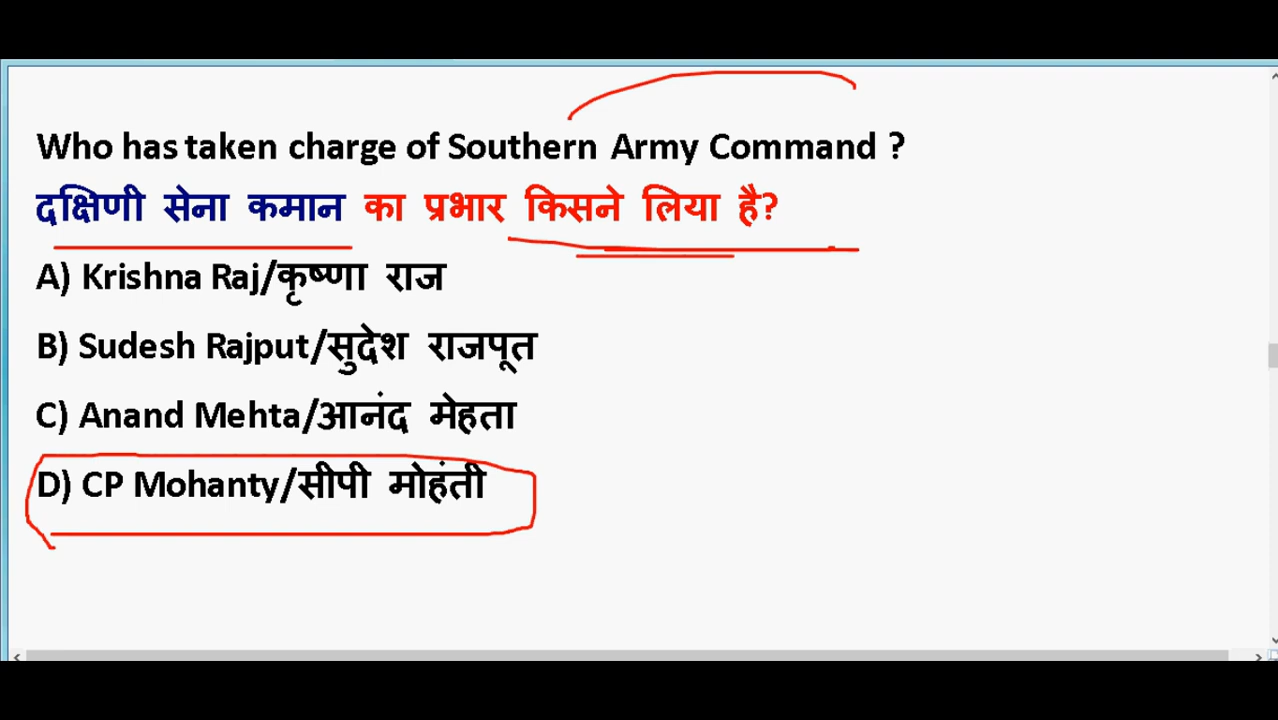 Who has taken charge of Southern Army Command ?
दक्षिणी सेना कमान का प्रभार किसने लिया है?
A) Krishna Raj/कृष्णा राज
B) Sudesh Rajput/सुदेश राजपूत
C) Anand Mehta/आनंद मेहता
D) CP Mohanty/सीपी मोहंती